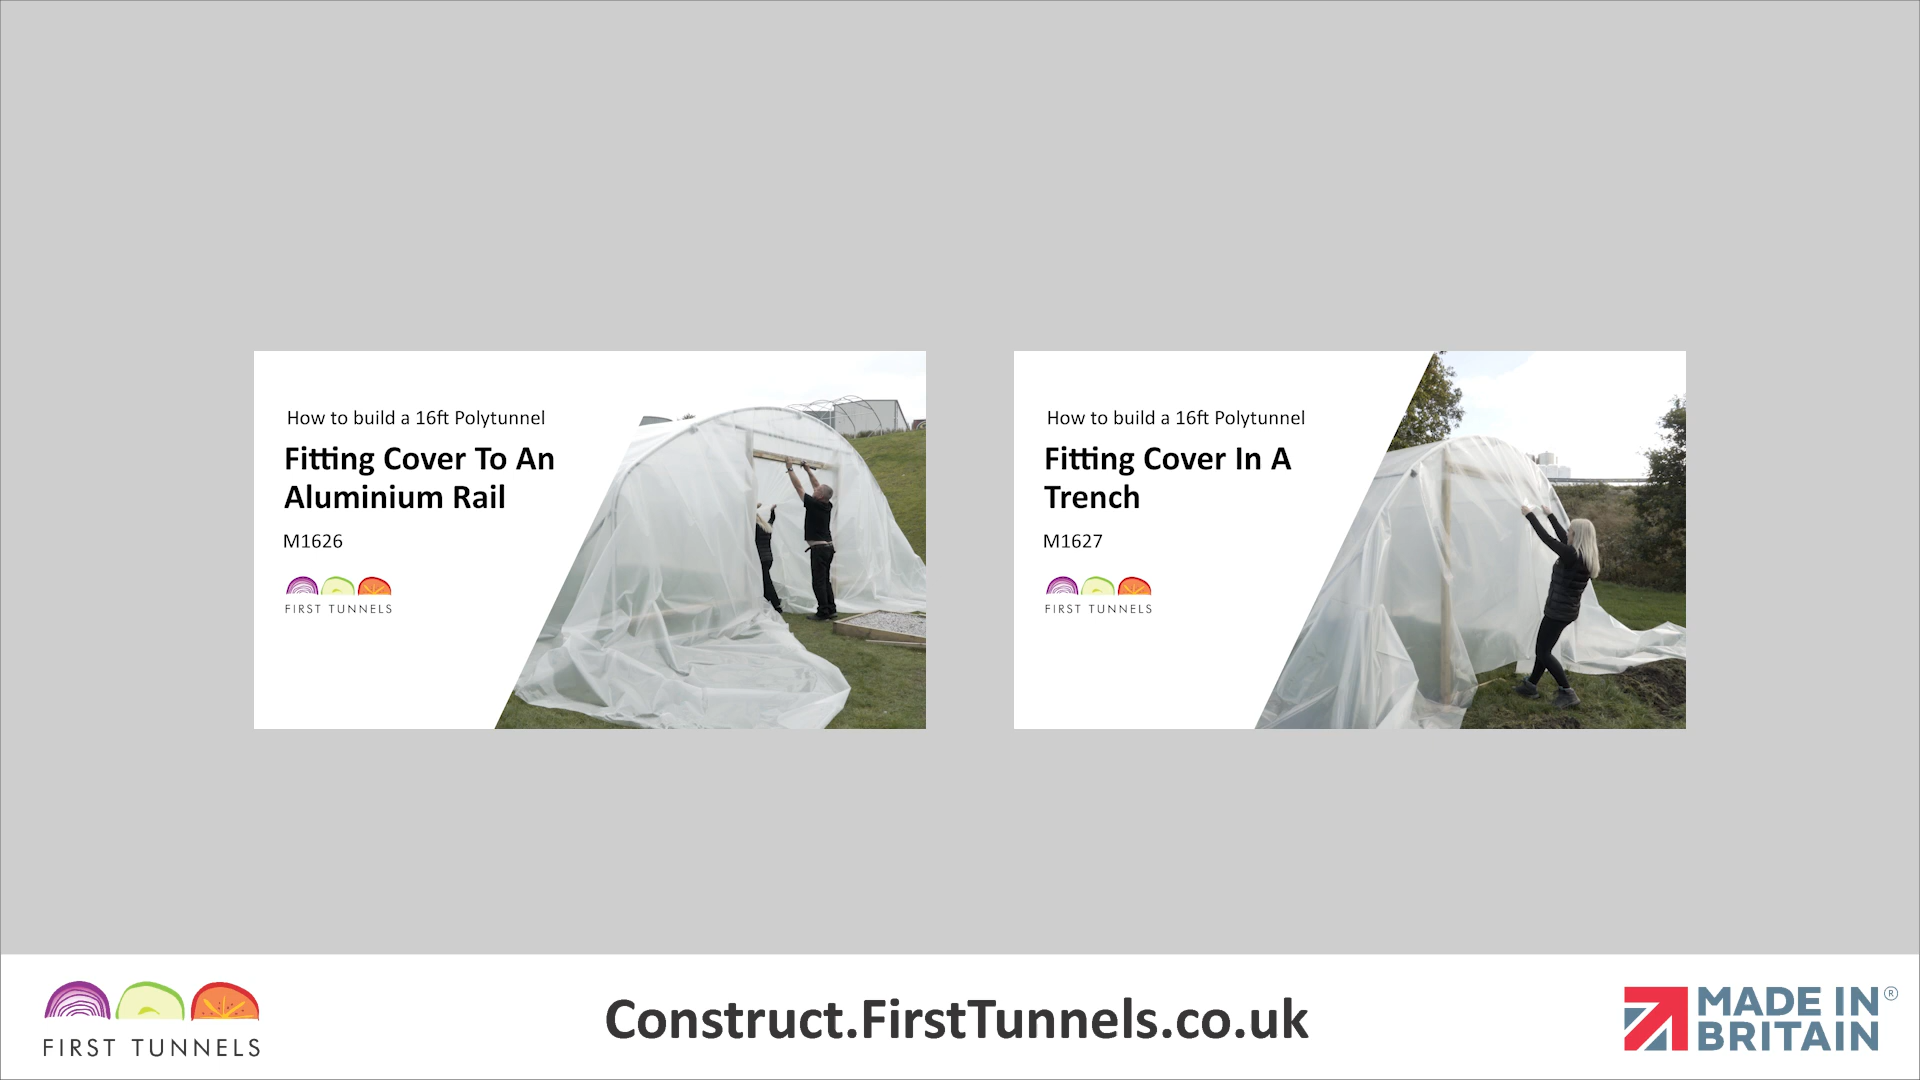 How to build a 16ft Polytunnel
Fitting Cover To An
Aluminium Rail
M1626
FIRST TUNNELS
How to build a 16ft Polytunnel
Fitting Cover In A
Trench
M1627
FIRST TUNNELS
FIRST TUNNELS
Construct.FirstTunnels.co.uk
MADE IN ®
BRITAIN